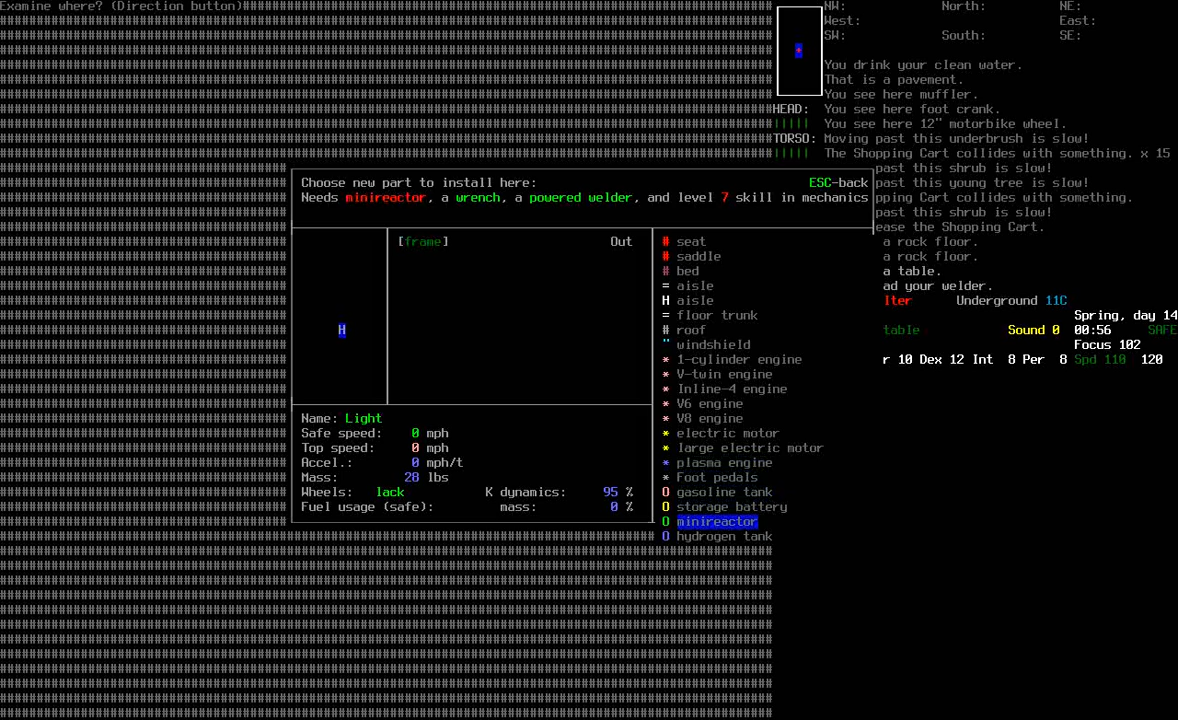 Examine where? (Direction button)
NW: North: NE:
West: East:
SW: South: SE:
You drink your clean water.
That is a pavement.
You see here muffler.
HEAD: You see here foot crank.
||||| You see here 12" motorbike wheel.
TORSO: Moving past this underbrush is slow!
||||| The Shopping Cart collides with something. x 15
past this shrub is slow!
past this young tree is slow!
pping Cart collides with something.
past this shrub is slow!
ease the Shopping Cart.
a rock floor.
a rock floor.
a table.
ad your welder.
lter Underground 11C
Spring, day 14
table Sound 0 00:56 SAFE
Focus 102
r 10 Dex 12 Int 8 Per 8 Spd 110 120
Choose new part to install here: ESC-back
Needs minireactor, a wrench, a powered welder, and level 7 skill in mechanics
[frame] Out
H
# seat
# saddle
# bed
= aisle
H aisle
= floor trunk
# roof
" windshield
* 1-cylinder engine
* V-twin engine
* Inline-4 engine
* V6 engine
* V8 engine
* electric motor
* large electric motor
* plasma engine
* Foot pedals
O gasoline tank
O storage battery
O minireactor
O hydrogen tank
Name: Light
Safe speed: 0 mph
Top speed: 0 mph
Accel.: 0 mph/t
Mass: 28 lbs
Wheels: lack K dynamics: 95 %
Fuel usage (safe): mass: 0 %